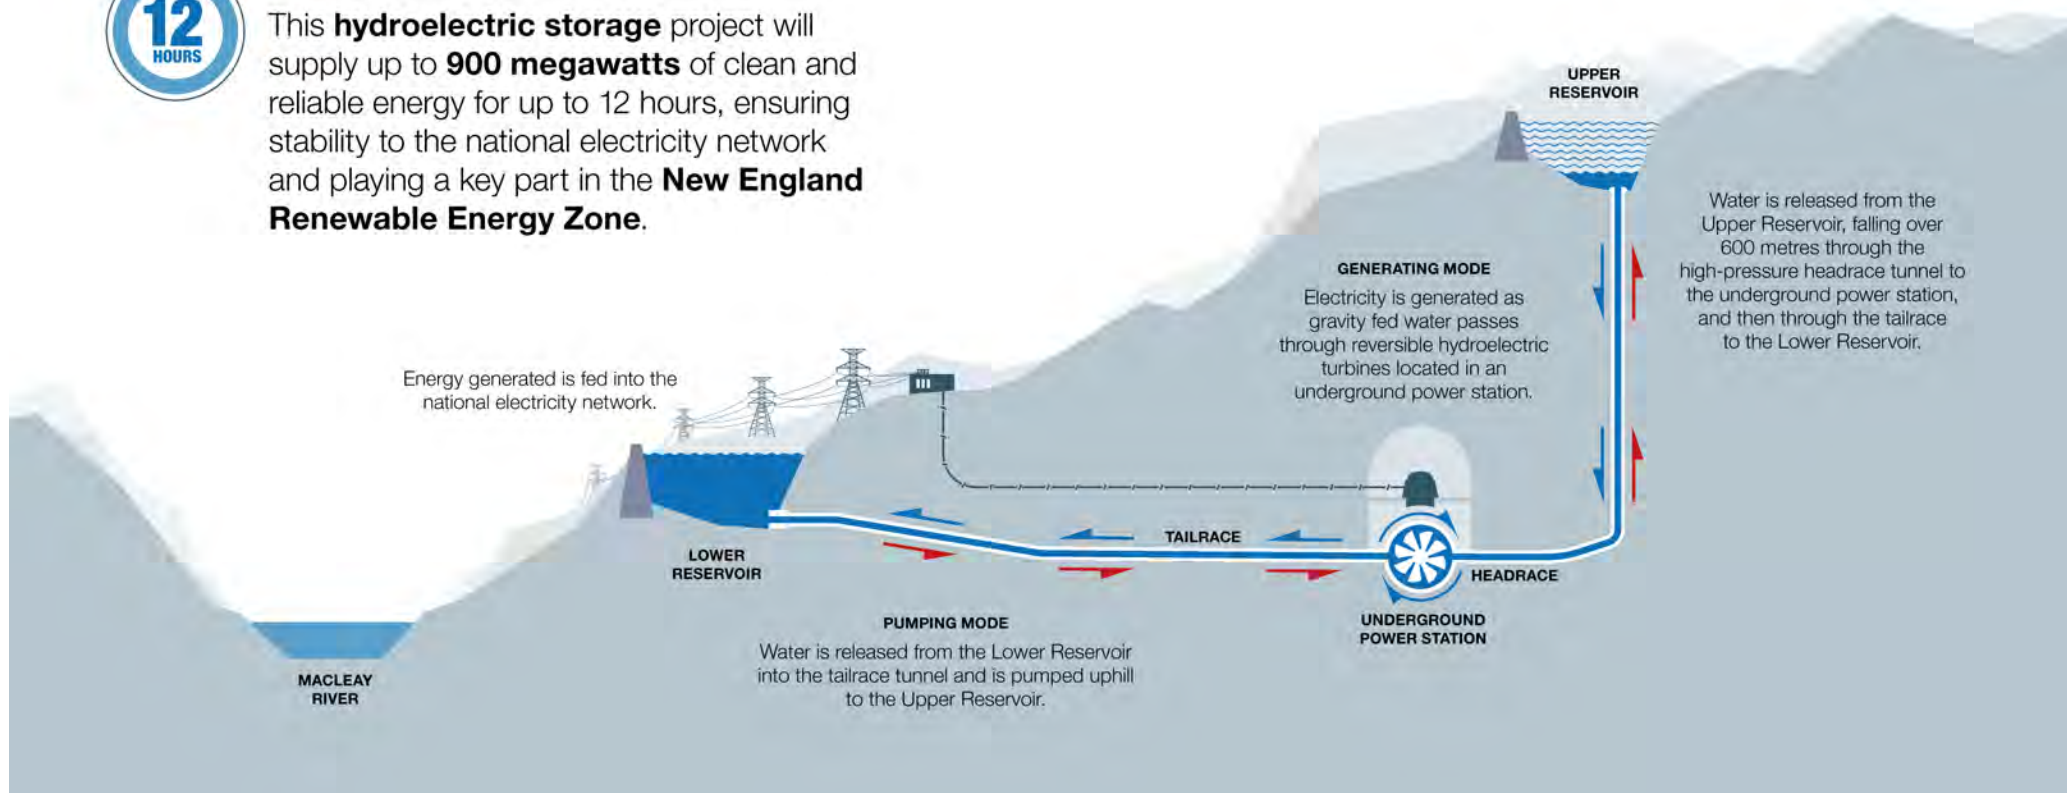 12
HOURS
This hydroelectric storage project will
supply up to 900 megawatts of clean and
reliable energy for up to 12 hours, ensuring
stability to the national electricity network
and playing a key part in the New England
Renewable Energy Zone.
UPPER
RESERVOIR
Water is released from the
Upper Reservoir, falling over
600 metres through the
high-pressure headrace tunnel to
the underground power station,
and then through the tailrace
to the Lower Reservoir.
GENERATING MODE
Electricity is generated as
gravity fed water passes
through reversible hydroelectric
turbines located in an
underground power station.
Energy generated is fed into the
national electricity network.
TAILRACE
LOWER
RESERVOIR
HEADRACE
UNDERGROUND
POWER STATION
PUMPING MODE
Water is released from the Lower Reservoir
into the tailrace tunnel and is pumped uphill
to the Upper Reservoir.
MACLEAY
RIVER